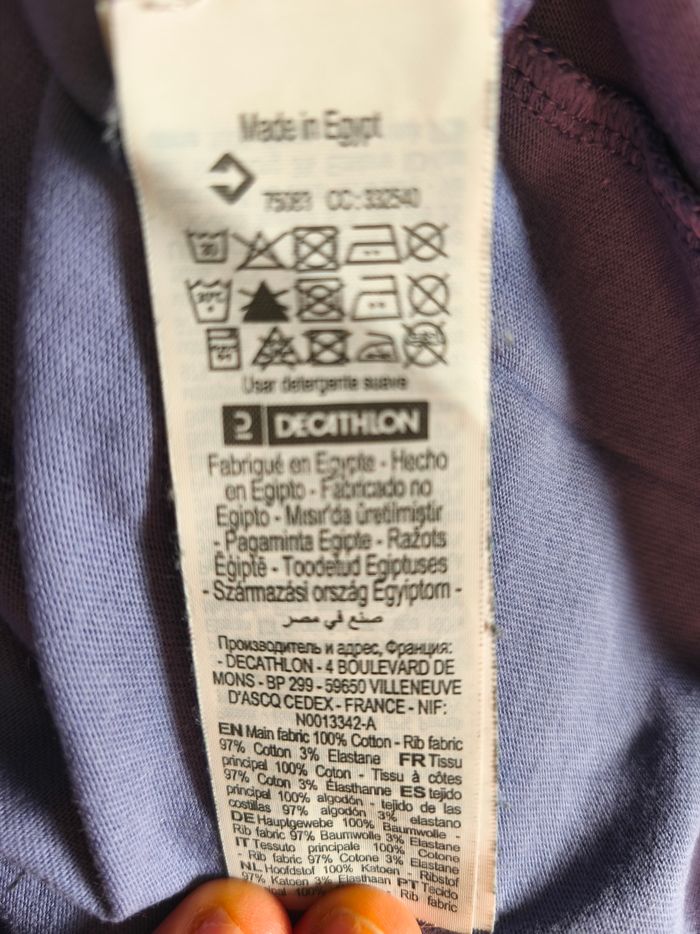 Made in Egypt
75081 CC: 332540
30
30°C
Usar detergente suave
DECATHLON
Fabriqué en Egypte - Hecho
en Egipto - Fabricado no
Egipto - Mısır'da üretilmiştir
- Pagaminta Egipte - Ražots
Ēģiptē - Toodetud Egiptuses
- Származási ország Egyiptom -
صنع في مصر
Производитель и адрес, Франция:
- DECATHLON - 4 BOULEVARD DE
MONS - BP 299 - 59650 VILLENEUVE
D'ASCQ CEDEX - FRANCE - NIF:
N0013342-A
EN Main fabric 100% Cotton - Rib fabric
97% Cotton 3% Elastane FR Tissu
principal 100% Coton - Tissu à côtes
97% Coton 3% Élasthanne ES tejido
principal 100% algodón - tejido de las
costillas 97% algodón 3% elastano
DE Hauptgewebe 100% Baumwolle -
Rib fabric 97% Baumwolle 3% Elastane
IT Tessuto principale 100% Cotone
- Rib fabric 97% Cotone 3% Elastane
NL Hoofdstof 100% Katoen - Ribstof
97% Katoen 3% Elasthaan PT Tecido
100% Rib fabric